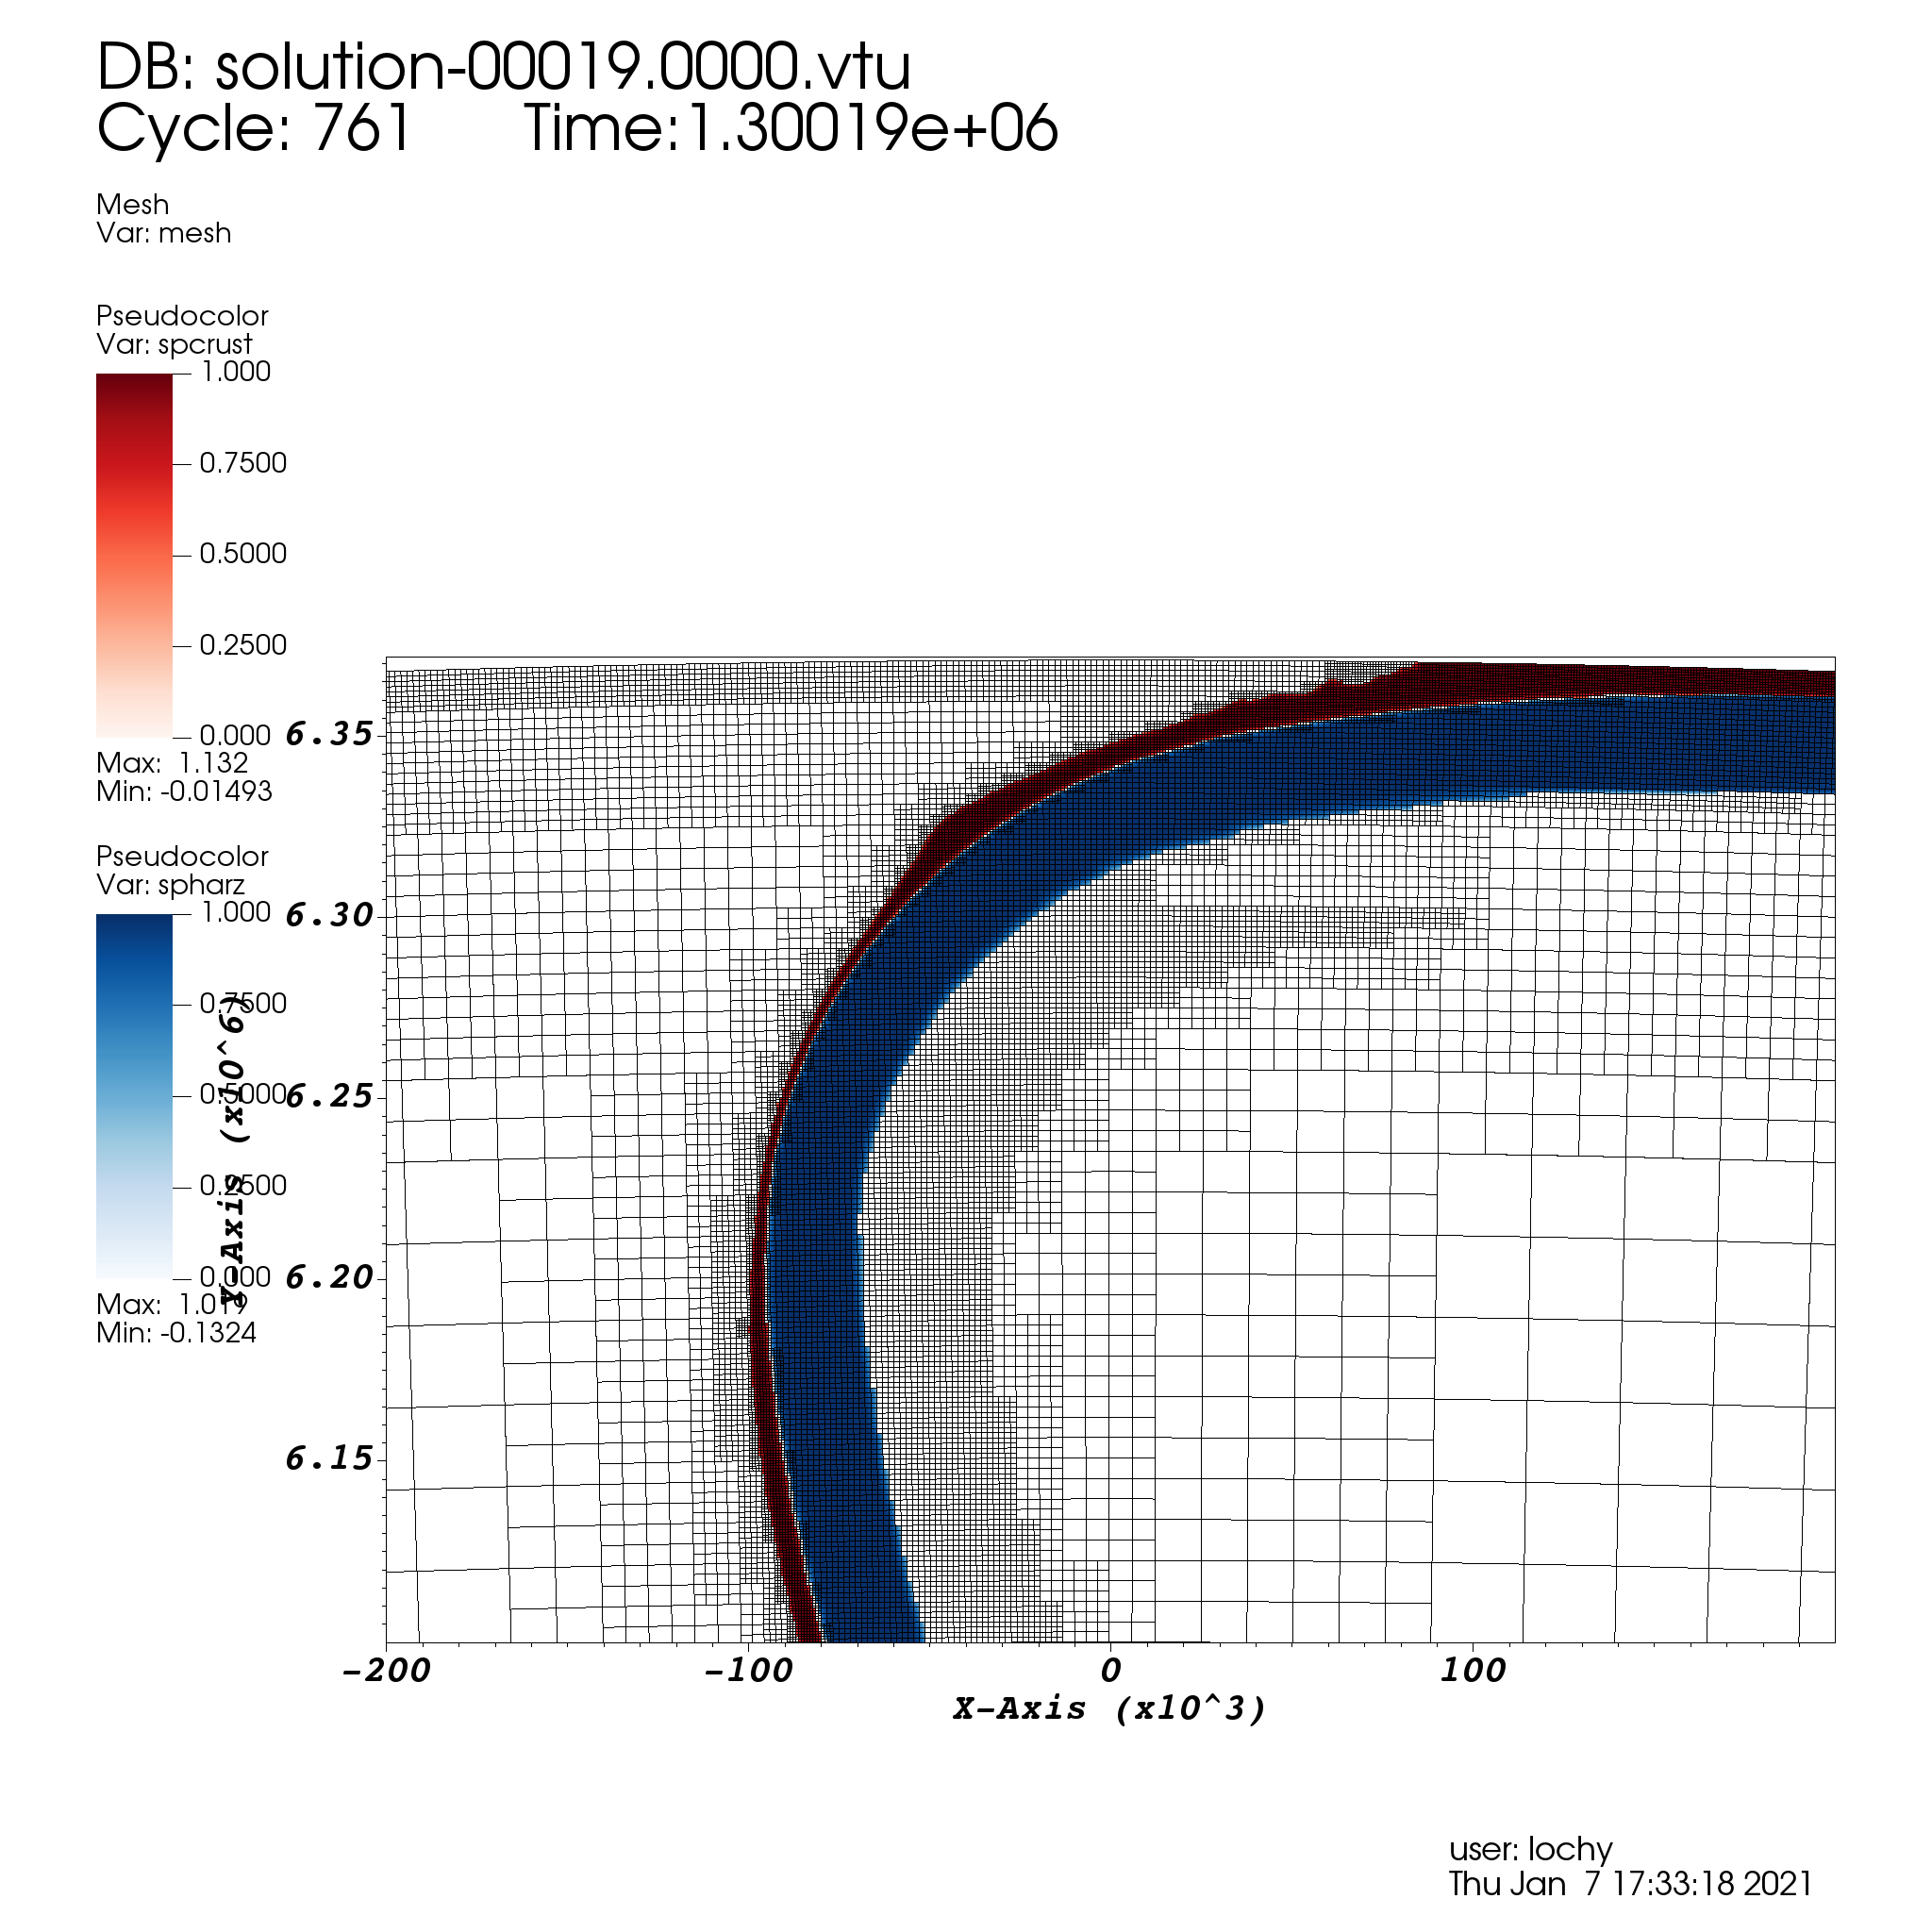 DB: solution-00019.0000.vtu
Cycle: 761 Time:1.30019e+06
Mesh
Var: mesh
Pseudocolor
Var: spcrust
1.000
0.7500
0.5000
0.2500
0.000
Max: 1.132
Min: -0.01493
Pseudocolor
Var: spharz
1.000
0.7500
0.5000
0.2500
0.000
Max: 1.019
Min: -0.1324
Y-Axis (x10^6)
6.35
6.30
6.25
6.20
6.15
-200 -100 0 100
X-Axis (x10^3)
user: lochy
Thu Jan 7 17:33:18 2021